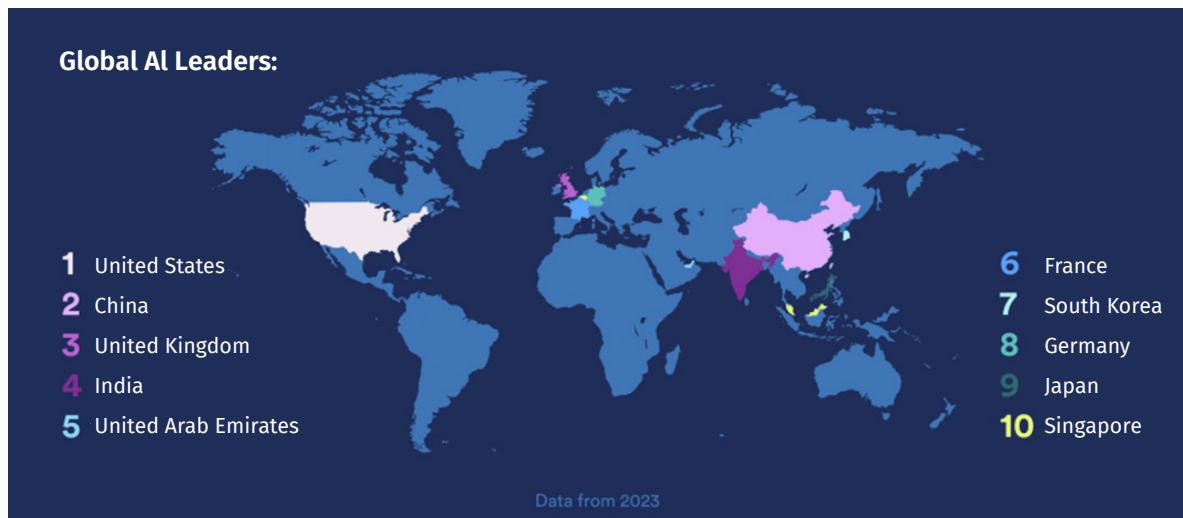 Global AI Leaders:
1 United States
2 China
3 United Kingdom
4 India
5 United Arab Emirates
6 France
7 South Korea
8 Germany
9 Japan
10 Singapore
Data from 2023